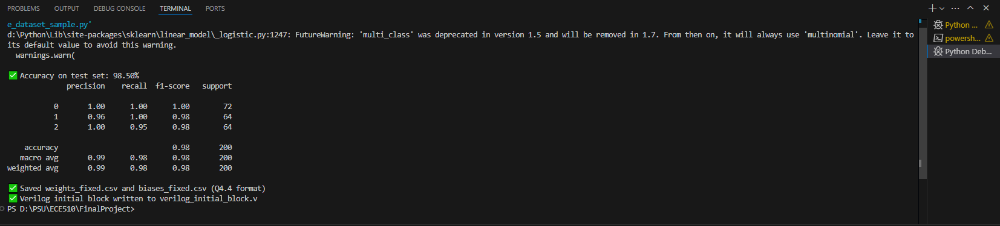 PROBLEMS OUTPUT DEBUG CONSOLE TERMINAL PORTS
e_dataset_sample.py'
d:\Python\Lib\site-packages\sklearn\linear_model\_logistic.py:1247: FutureWarning: 'multi_class' was deprecated in version 1.5 and will be removed in 1.7. From then on, it will always use 'multinomial'. Leave it to
its default value to avoid this warning.
  warnings.warn(
✅ Accuracy on test set: 98.50%
              precision    recall  f1-score   support
           0       1.00      1.00      1.00        72
           1       0.96      1.00      0.98        64
           2       1.00      0.95      0.98        64
    accuracy                           0.98       200
   macro avg       0.99      0.98      0.98       200
weighted avg       0.99      0.98      0.98       200
✅ Saved weights_fixed.csv and biases_fixed.csv (Q4.4 format)
✅ Verilog initial block written to verilog_initial_block.v
PS D:\PSU\ECE510\FinalProject>
Python ...
powersh...
Python Deb...